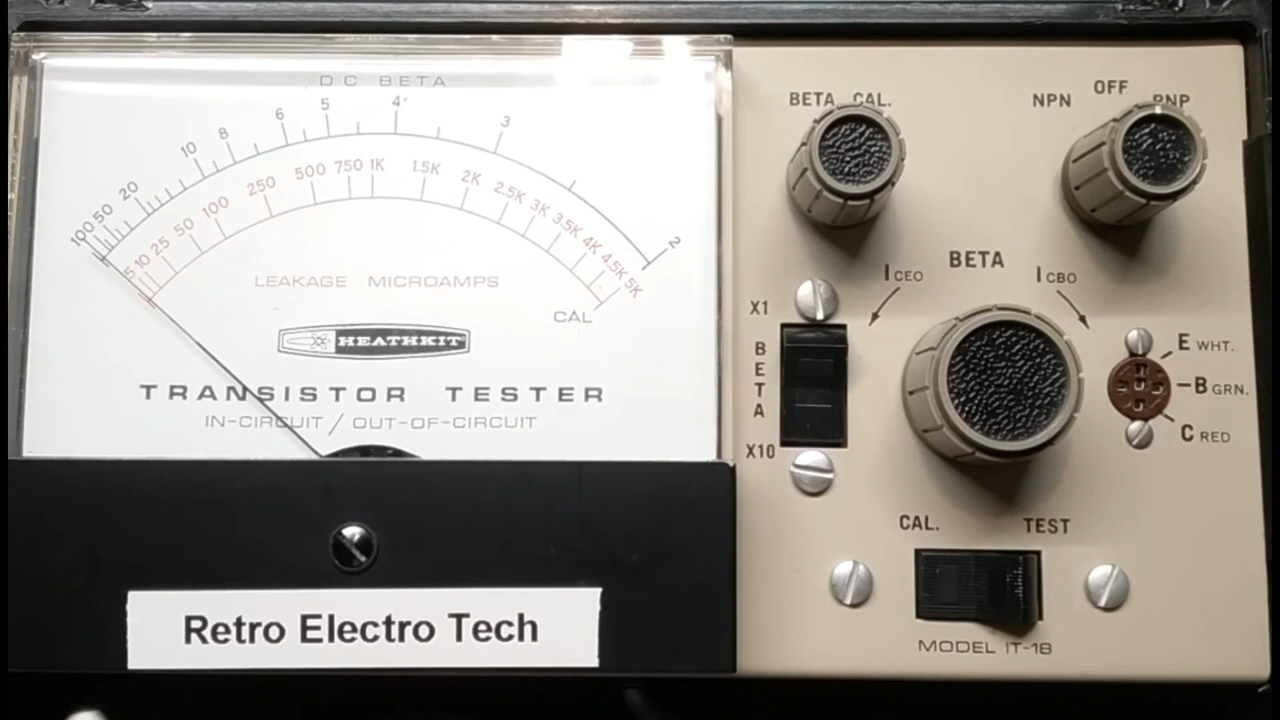 DC BETA
100 50 20 10 8 6 5 4 3 2
5 10 25 50 100 250 500 750 1K 1.5K 2K 2.5K 3K 3.5K 4K 4.5K 5K
LEAKAGE MICROAMPS
CAL
HEATHKIT
TRANSISTOR TESTER
IN-CIRCUIT / OUT-OF-CIRCUIT
Retro Electro Tech
BETA CAL.
NPN OFF PNP
BETA
ICEO ICBO
X1
BETA
X10
E WHT.
B GRN.
C RED
CAL. TEST
MODEL IT-18